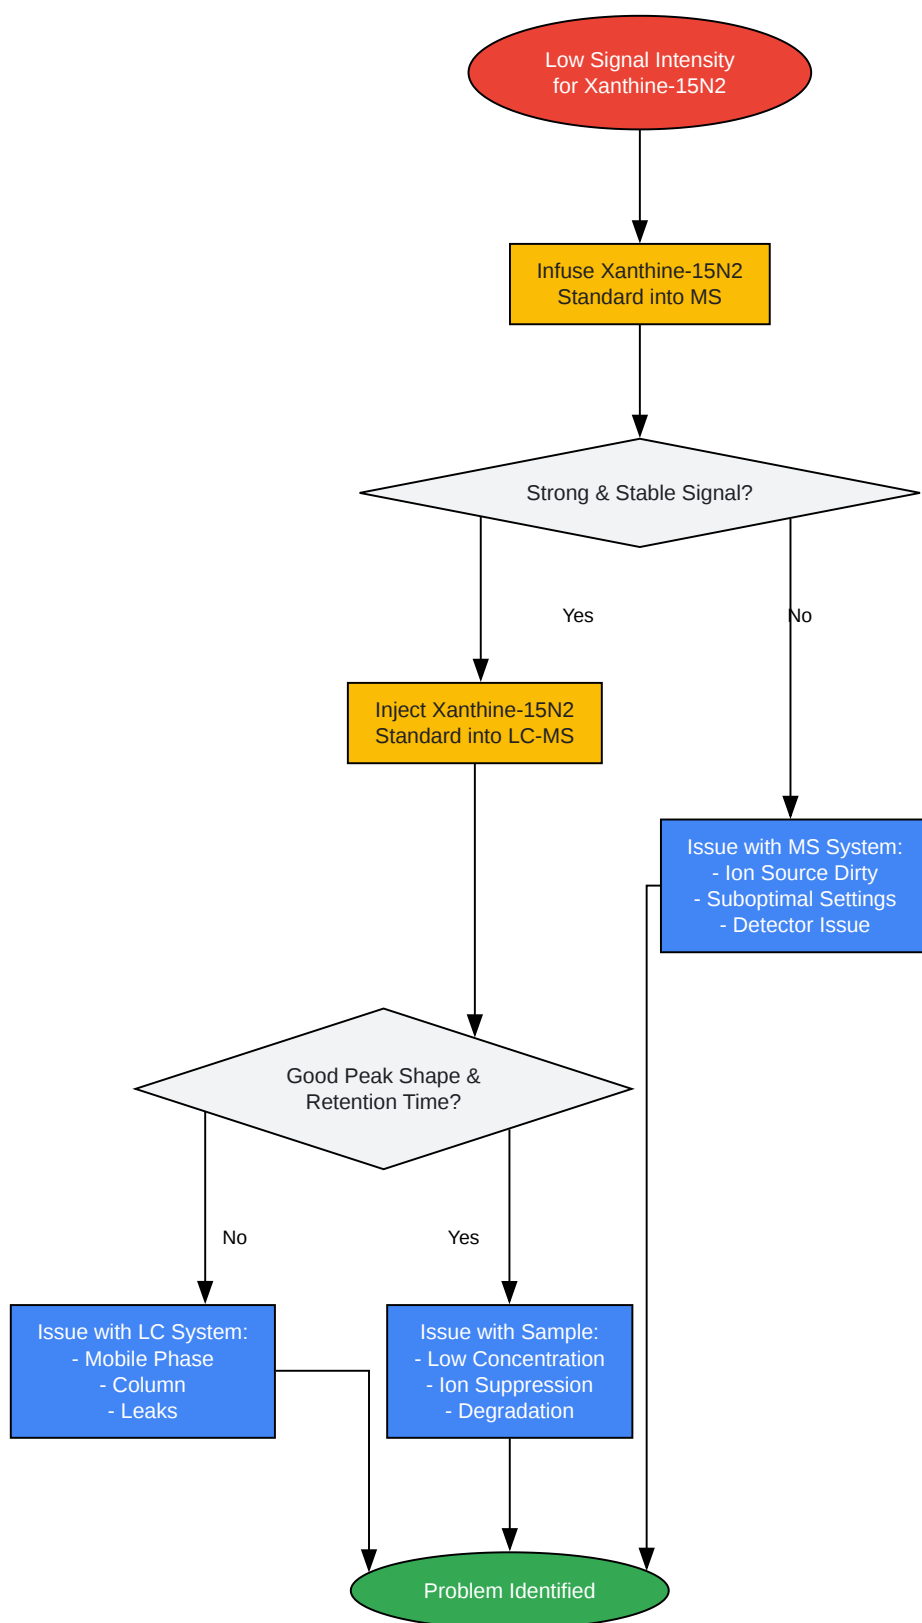 Low Signal Intensity
for Xanthine-15N2
Infuse Xanthine-15N2
Standard into MS
Strong & Stable Signal?
Yes
No
Inject Xanthine-15N2
Standard into LC-MS
Issue with MS System:
- Ion Source Dirty
- Suboptimal Settings
- Detector Issue
Good Peak Shape &
Retention Time?
No
Yes
Issue with LC System:
- Mobile Phase
- Column
- Leaks
Issue with Sample:
- Low Concentration
- Ion Suppression
- Degradation
Problem Identified